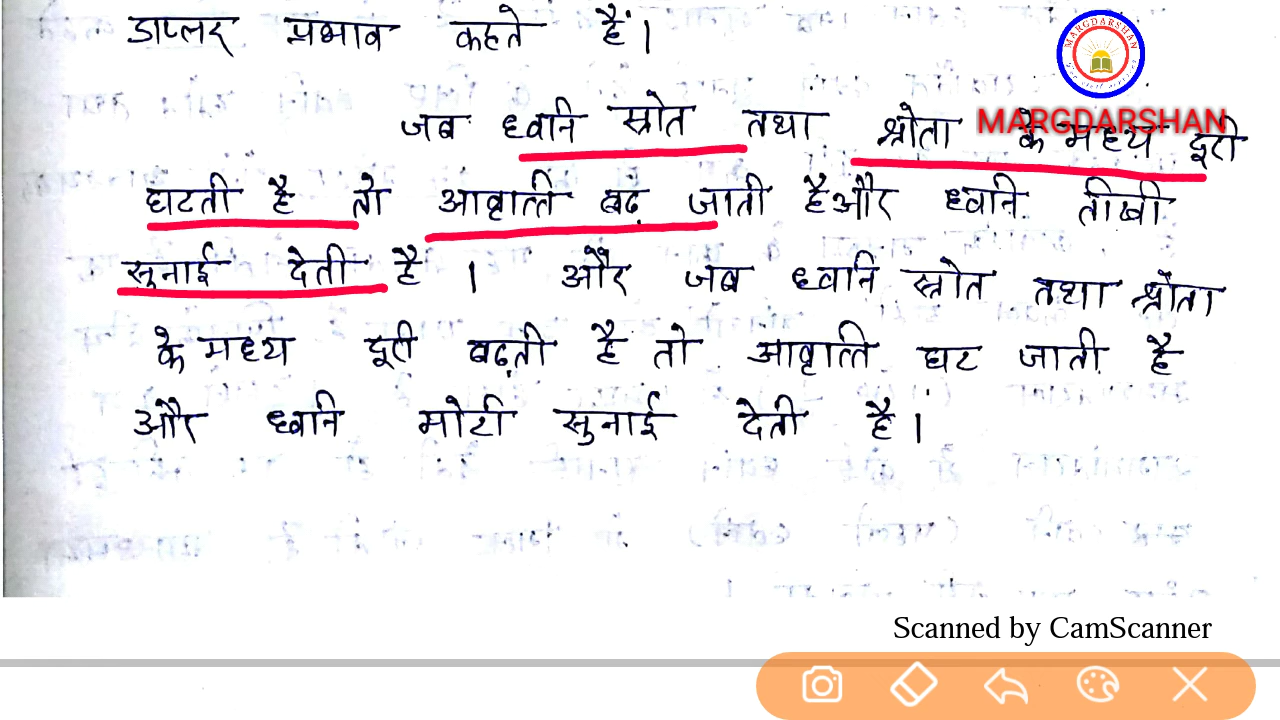 डाप्लर प्रभाव कहते हैं।
MARGDARSHAN
MARGDARSHAN
जब ध्वनि स्रोत तथा श्रोता के मध्य दूरी
घटती है तो आवृत्ति बढ़ जाती है और ध्वनि तीखी
सुनाई देती है । और जब ध्वनि स्रोत तथा श्रोता
के मध्य दूरी बढ़ती है तो आवृत्ति घट जाती है
और ध्वनि मोटी सुनाई देती है।
Scanned by CamScanner